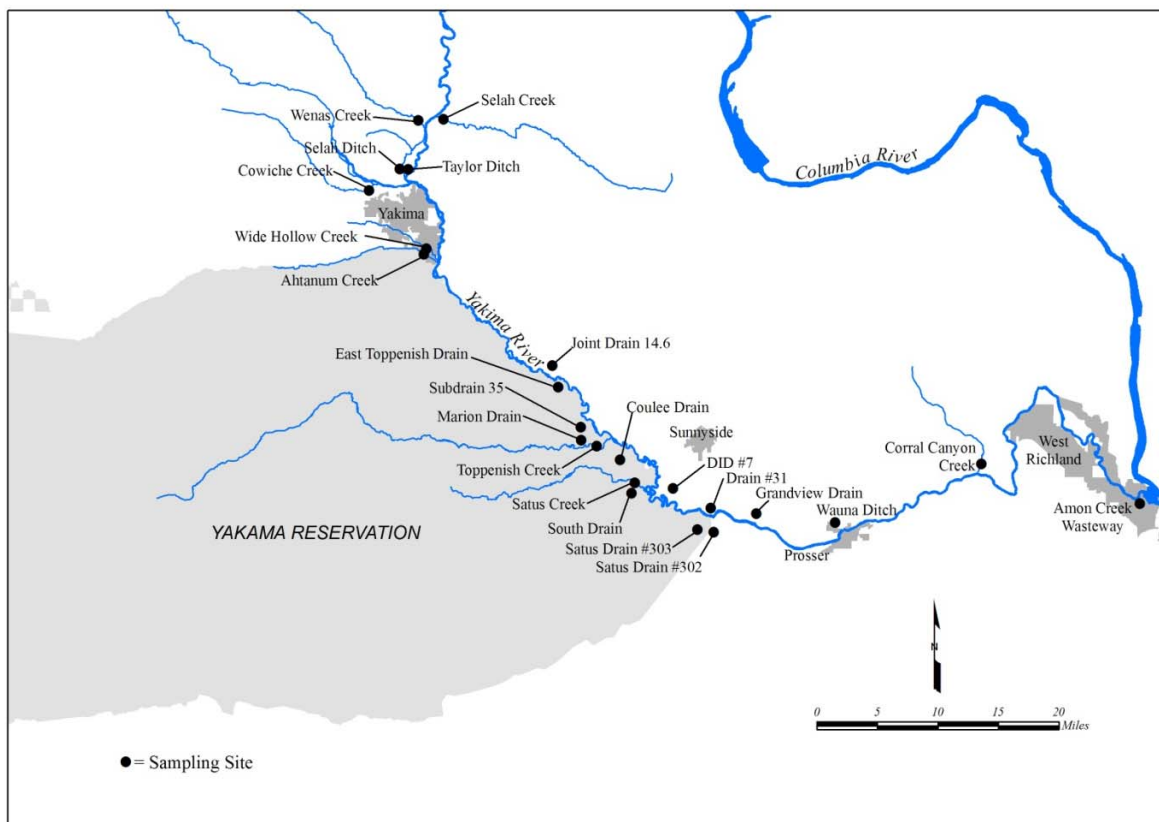 Selah Creek
Wenas Creek
Selah Ditch
Taylor Ditch
Cowiche Creek
Columbia River
Yakima
Wide Hollow Creek
Ahtanum Creek
Yakima River
Joint Drain 14.6
East Toppenish Drain
Subdrain 35
Marion Drain
Coulee Drain
Sunnyside
Toppenish Creek
DID #7
Drain #31
Corral Canyon
Creek
West
Richland
Satus Creek
Grandview Drain
Wauna Ditch
Amon Creek
Wasteway
YAKAMA RESERVATION
South Drain
Satus Drain #303
Satus Drain #302
Prosser
N
0 5 10 15 20
Miles
= Sampling Site